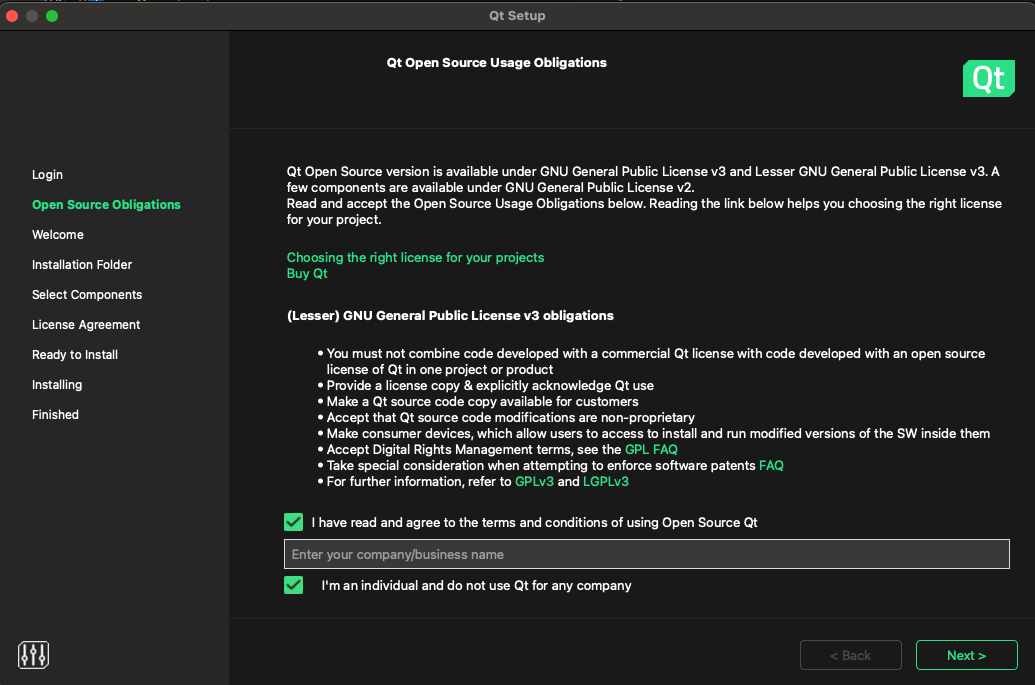 Qt Setup
Qt Open Source Usage Obligations
Qt
Login
Open Source Obligations
Welcome
Installation Folder
Select Components
License Agreement
Ready to Install
Installing
Finished
Qt Open Source version is available under GNU General Public License v3 and Lesser GNU General Public License v3. A
few components are available under GNU General Public License v2.
Read and accept the Open Source Usage Obligations below. Reading the link below helps you choosing the right license
for your project.
Choosing the right license for your projects
Buy Qt
(Lesser) GNU General Public License v3 obligations
• You must not combine code developed with a commercial Qt license with code developed with an open source
license of Qt in one project or product
• Provide a license copy & explicitly acknowledge Qt use
• Make a Qt source code copy available for customers
• Accept that Qt source code modifications are non-proprietary
• Make consumer devices, which allow users to access to install and run modified versions of the SW inside them
• Accept Digital Rights Management terms, see the GPL FAQ
• Take special consideration when attempting to enforce software patents FAQ
• For further information, refer to GPLv3 and LGPLv3
I have read and agree to the terms and conditions of using Open Source Qt
Enter your company/business name
I'm an individual and do not use Qt for any company
< Back
Next >